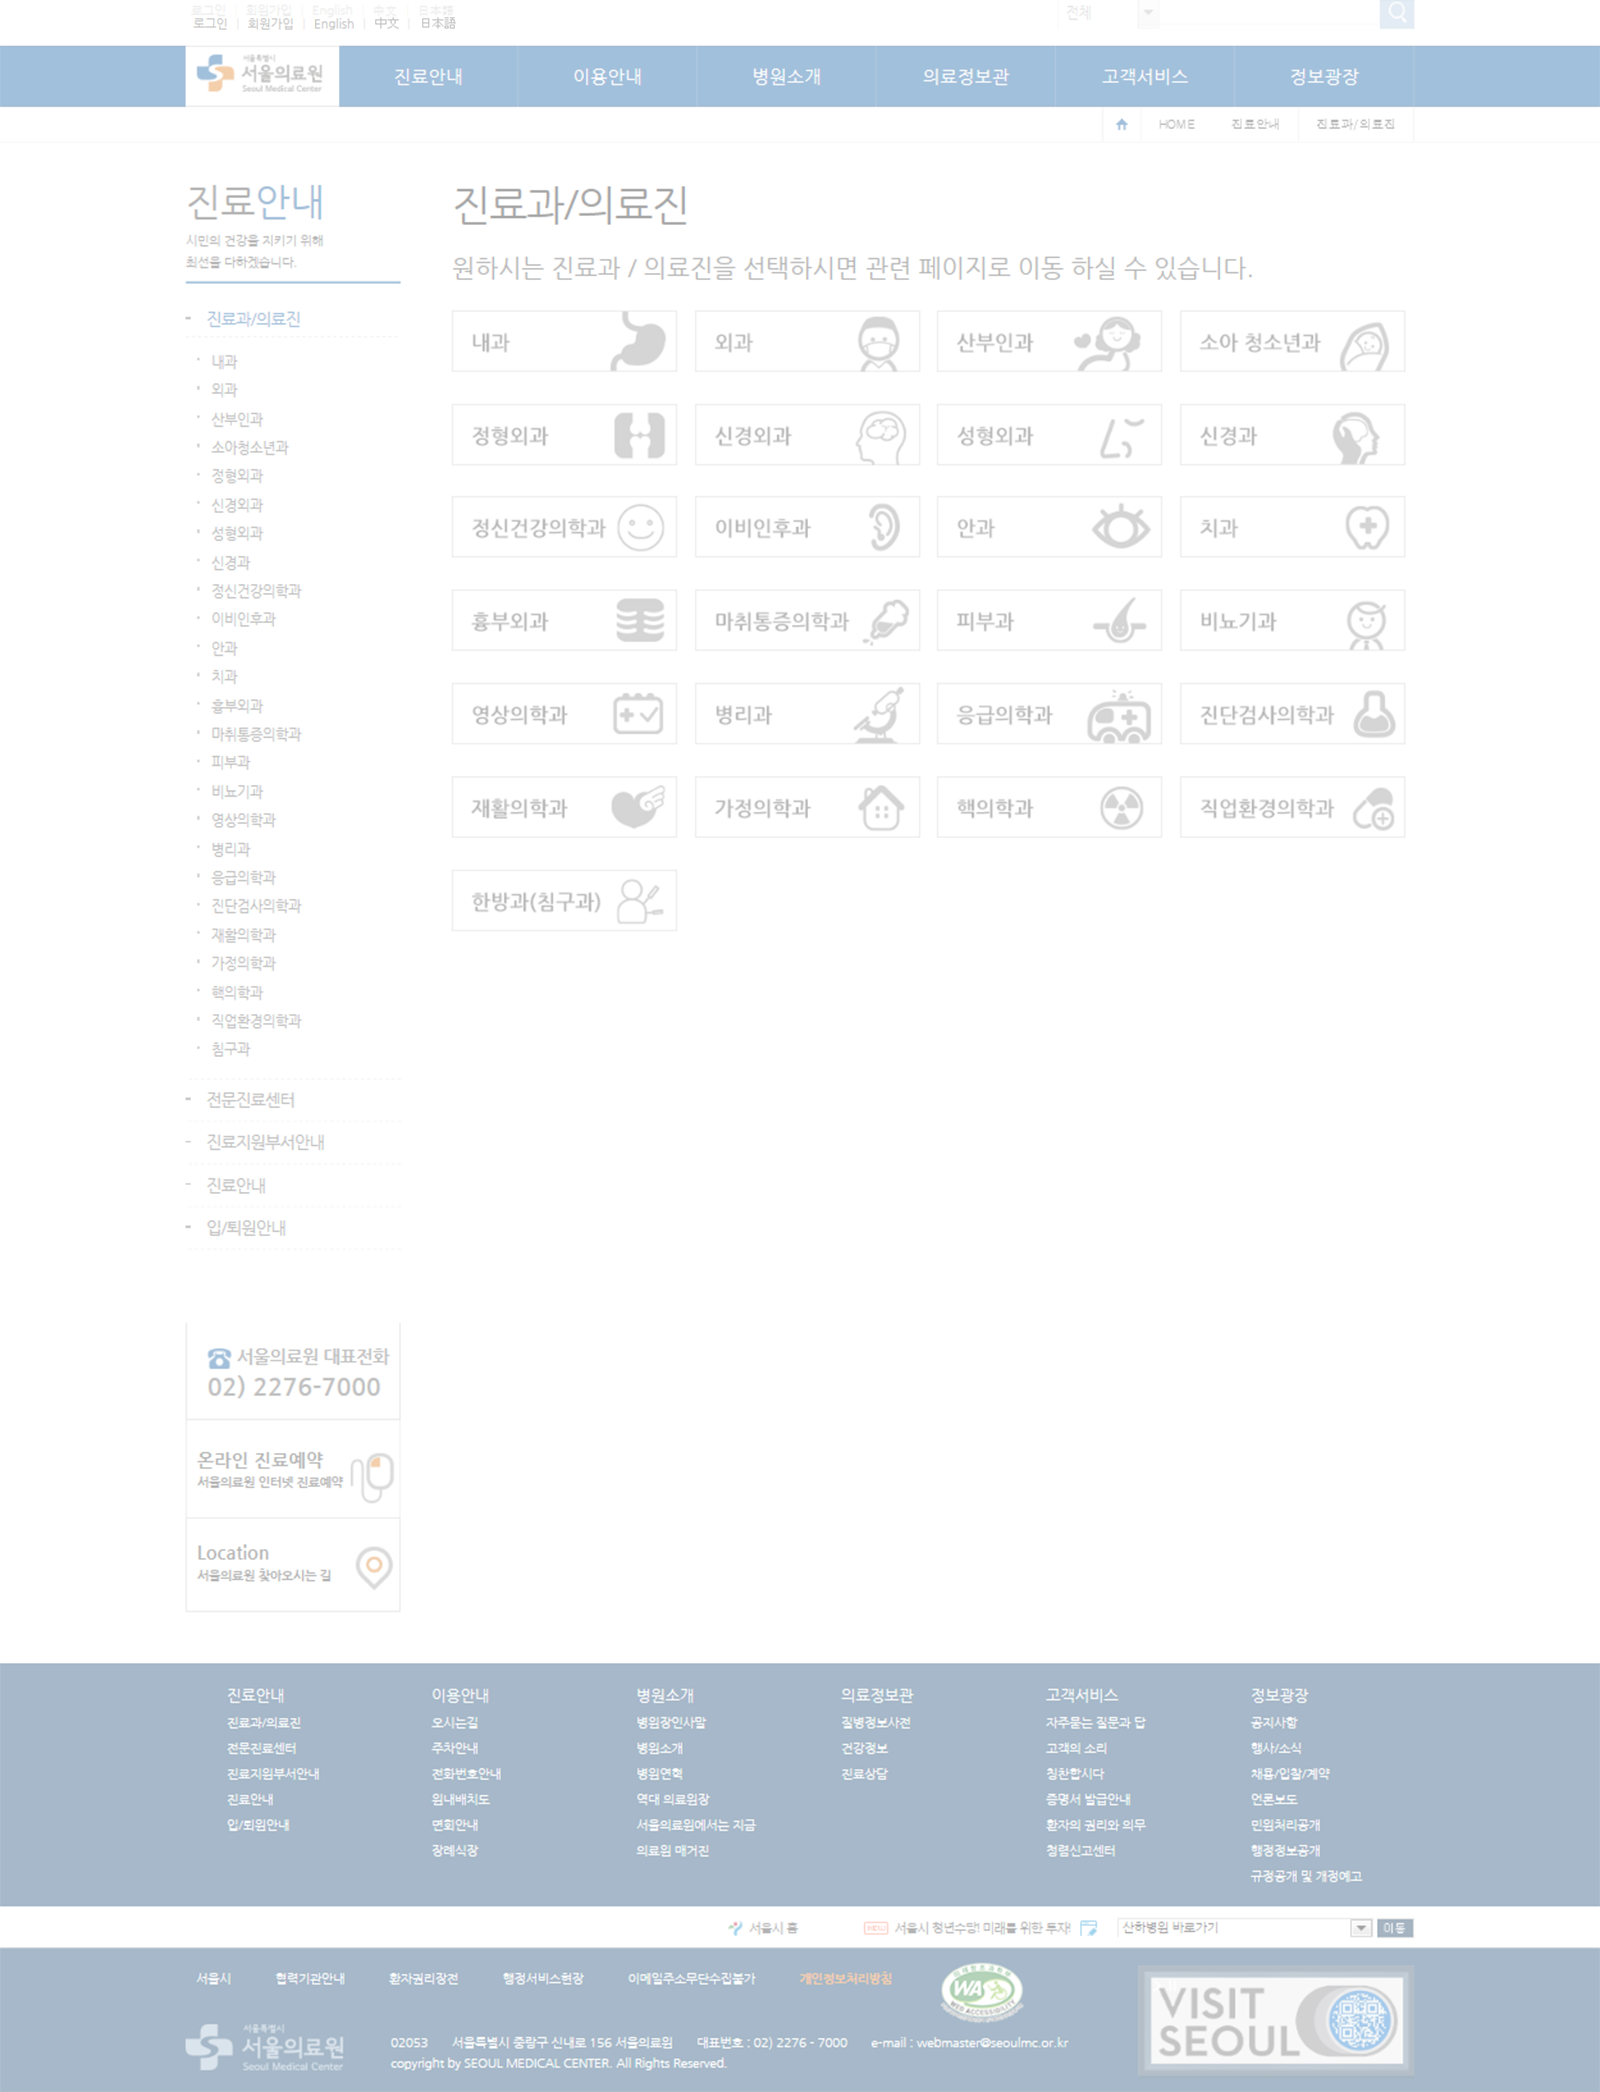 로그인 | 회원가입 | English | 中文 | 日本語
전체
서울특별시
서울의료원
Seoul Medical Center
진료안내 이용안내 병원소개 의료정보관 고객서비스 정보광장
HOME 진료안내 진료과/의료진
진료안내
시민의 건강을 지키기 위해
최선을 다하겠습니다.
- 진료과/의료진
내과
외과
산부인과
소아청소년과
정형외과
신경외과
성형외과
신경과
정신건강의학과
이비인후과
안과
치과
흉부외과
마취통증의학과
피부과
비뇨기과
영상의학과
병리과
응급의학과
진단검사의학과
재활의학과
가정의학과
핵의학과
직업환경의학과
침구과
- 전문진료센터
- 진료지원부서안내
- 진료안내
- 입/퇴원안내
서울의료원 대표전화
02) 2276-7000
온라인 진료예약
서울의료원 인터넷 진료예약
Location
서울의료원 찾아오시는 길
진료과/의료진
원하시는 진료과 / 의료진을 선택하시면 관련 페이지로 이동 하실 수 있습니다.
내과 외과 산부인과 소아 청소년과
정형외과 신경외과 성형외과 신경과
정신건강의학과 이비인후과 안과 치과
흉부외과 마취통증의학과 피부과 비뇨기과
영상의학과 병리과 응급의학과 진단검사의학과
재활의학과 가정의학과 핵의학과 직업환경의학과
한방과(침구과)
진료안내
진료과/의료진
전문진료센터
진료지원부서안내
진료안내
입/퇴원안내
이용안내
오시는길
주차안내
전화번호안내
원내배치도
면회안내
장례식장
병원소개
병원장인사말
병원소개
병원연혁
역대 의료원장
서울의료원에서는 지금
의료원 매거진
의료정보관
질병정보사전
건강정보
진료상담
고객서비스
자주묻는 질문과 답
고객의 소리
칭찬합시다
증명서 발급안내
환자의 권리와 의무
청렴신고센터
정보광장
공지사항
행사/소식
채용/입찰/계약
언론보도
민원처리공개
행정정보공개
규정공개 및 개정예고
서울시 홈 서울시 청년수당! 미래를 위한 투자! 산하병원 바로가기 이동
서울시 협력기관안내 환자권리장전 행정서비스헌장 이메일주소무단수집불가 개인정보처리방침
WA
WEB ACCESSIBILITY
VISIT
SEOUL
서울특별시
서울의료원
Seoul Medical Center
02053 서울특별시 중랑구 신내로 156 서울의료원 대표번호 : 02) 2276 - 7000 e-mail : webmaster@seoulmc.or.kr
copyright by SEOUL MEDICAL CENTER. All Rights Reserved.